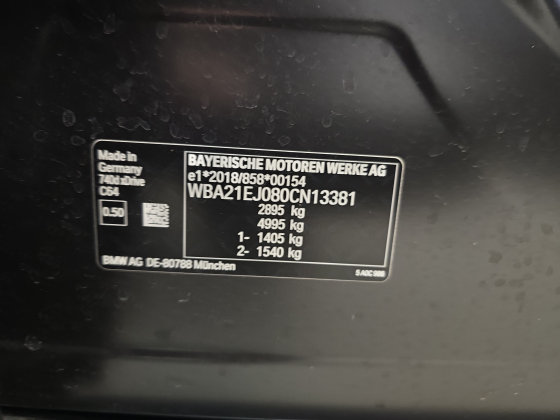 Made in
Germany
740d xDrive
C64
0.50
BAYERISCHE MOTOREN WERKE AG
e1*2018/858*00154
WBA21EJ080CN13381
2895 kg
4995 kg
1- 1405 kg
2- 1540 kg
BMW AG DE-80788 München